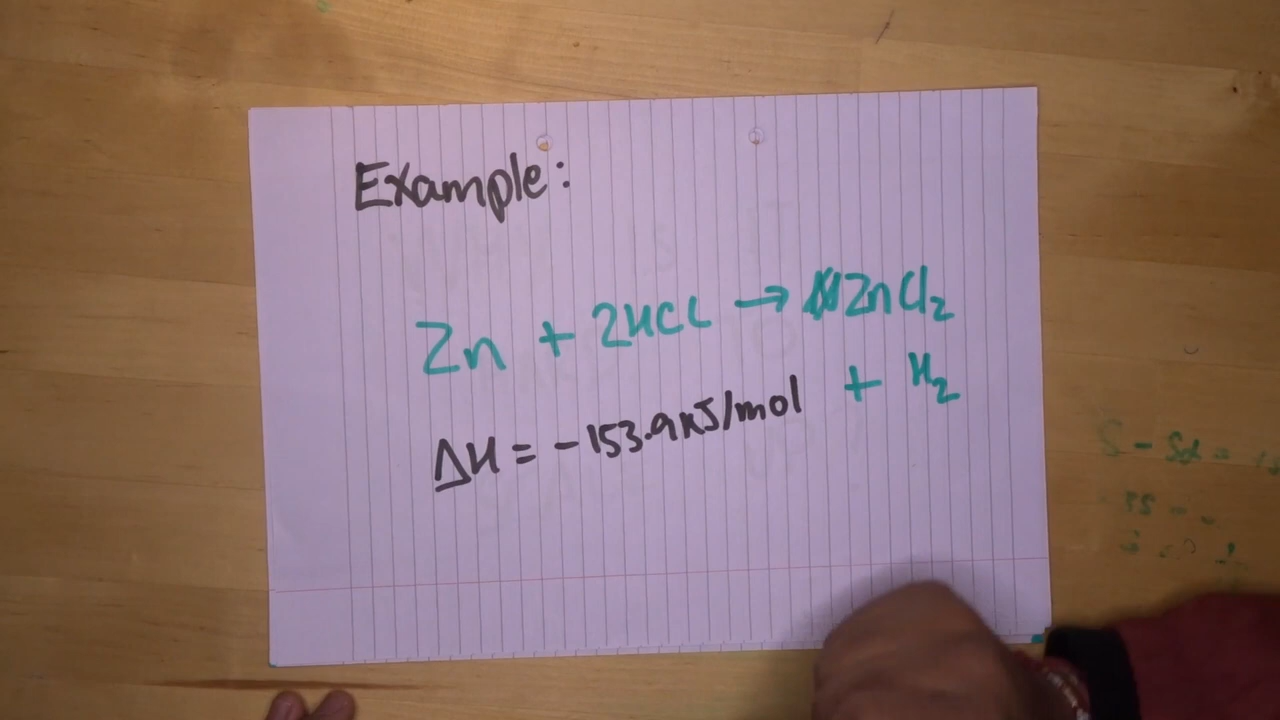 Example:
Zn + 2HCl → ZnCl₂
+ H₂
ΔH = -153.9kJ/mol